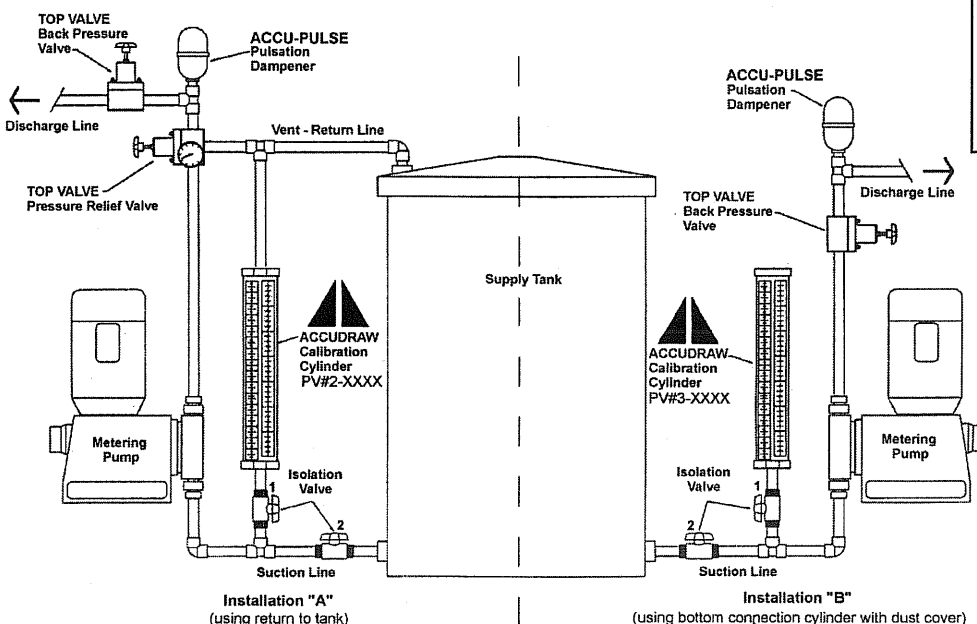 TOP VALVE
Back Pressure
Valve
ACCU-PULSE
Pulsation
Dampener
Discharge Line
Vent - Return Line
TOP VALVE
Pressure Relief Valve
ACCUDRAW
Calibration
Cylinder
PV#2-XXXX
Metering
Pump
Isolation
Valve
1
2
Suction Line
Installation "A"
(using return to tank)
Supply Tank
ACCU-PULSE
Pulsation
Dampener
Discharge Line
TOP VALVE
Back Pressure
Valve
ACCUDRAW
Calibration
Cylinder
PV#3-XXXX
Metering
Pump
Isolation
Valve
1
2
Suction Line
Installation "B"
(using bottom connection cylinder with dust cover)